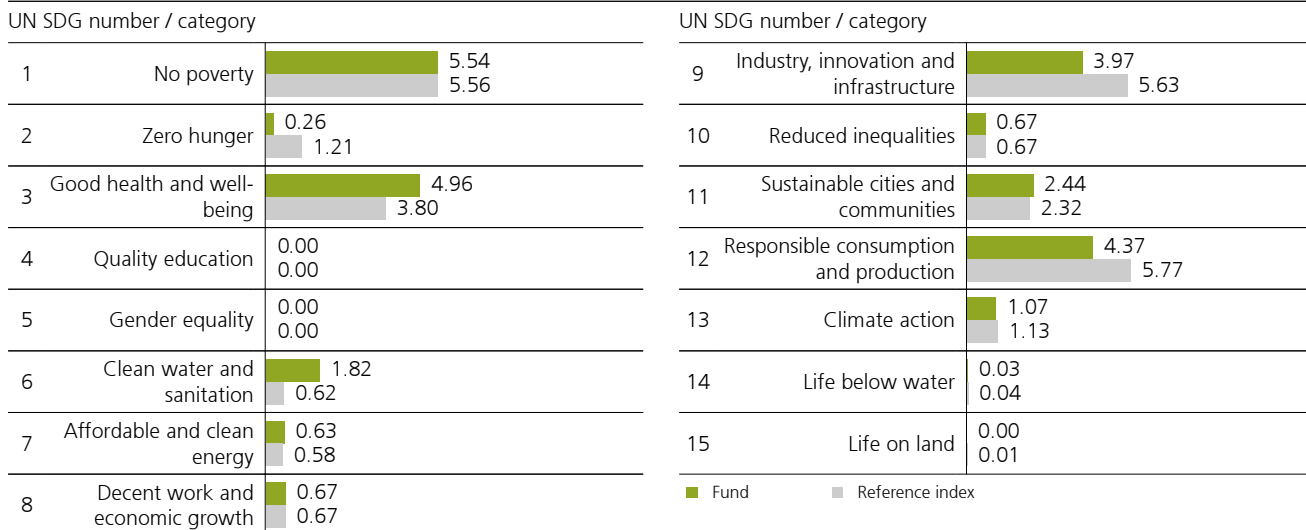 UN SDG number / category
1
No poverty
5.54
5.56
2
Zero hunger
0.26
1.21
3
Good health and well-
being
4.96
3.80
4
Quality education
0.00
0.00
5
Gender equality
0.00
0.00
6
Clean water and
sanitation
1.82
0.62
7
Affordable and clean
energy
0.63
0.58
8
Decent work and
economic growth
0.67
0.67
UN SDG number / category
9
Industry, innovation and
infrastructure
3.97
5.63
10
Reduced inequalities
0.67
0.67
11
Sustainable cities and
communities
2.44
2.32
12
Responsible consumption
and production
4.37
5.77
13
Climate action
1.07
1.13
14
Life below water
0.03
0.04
15
Life on land
0.00
0.01
Fund
Reference index